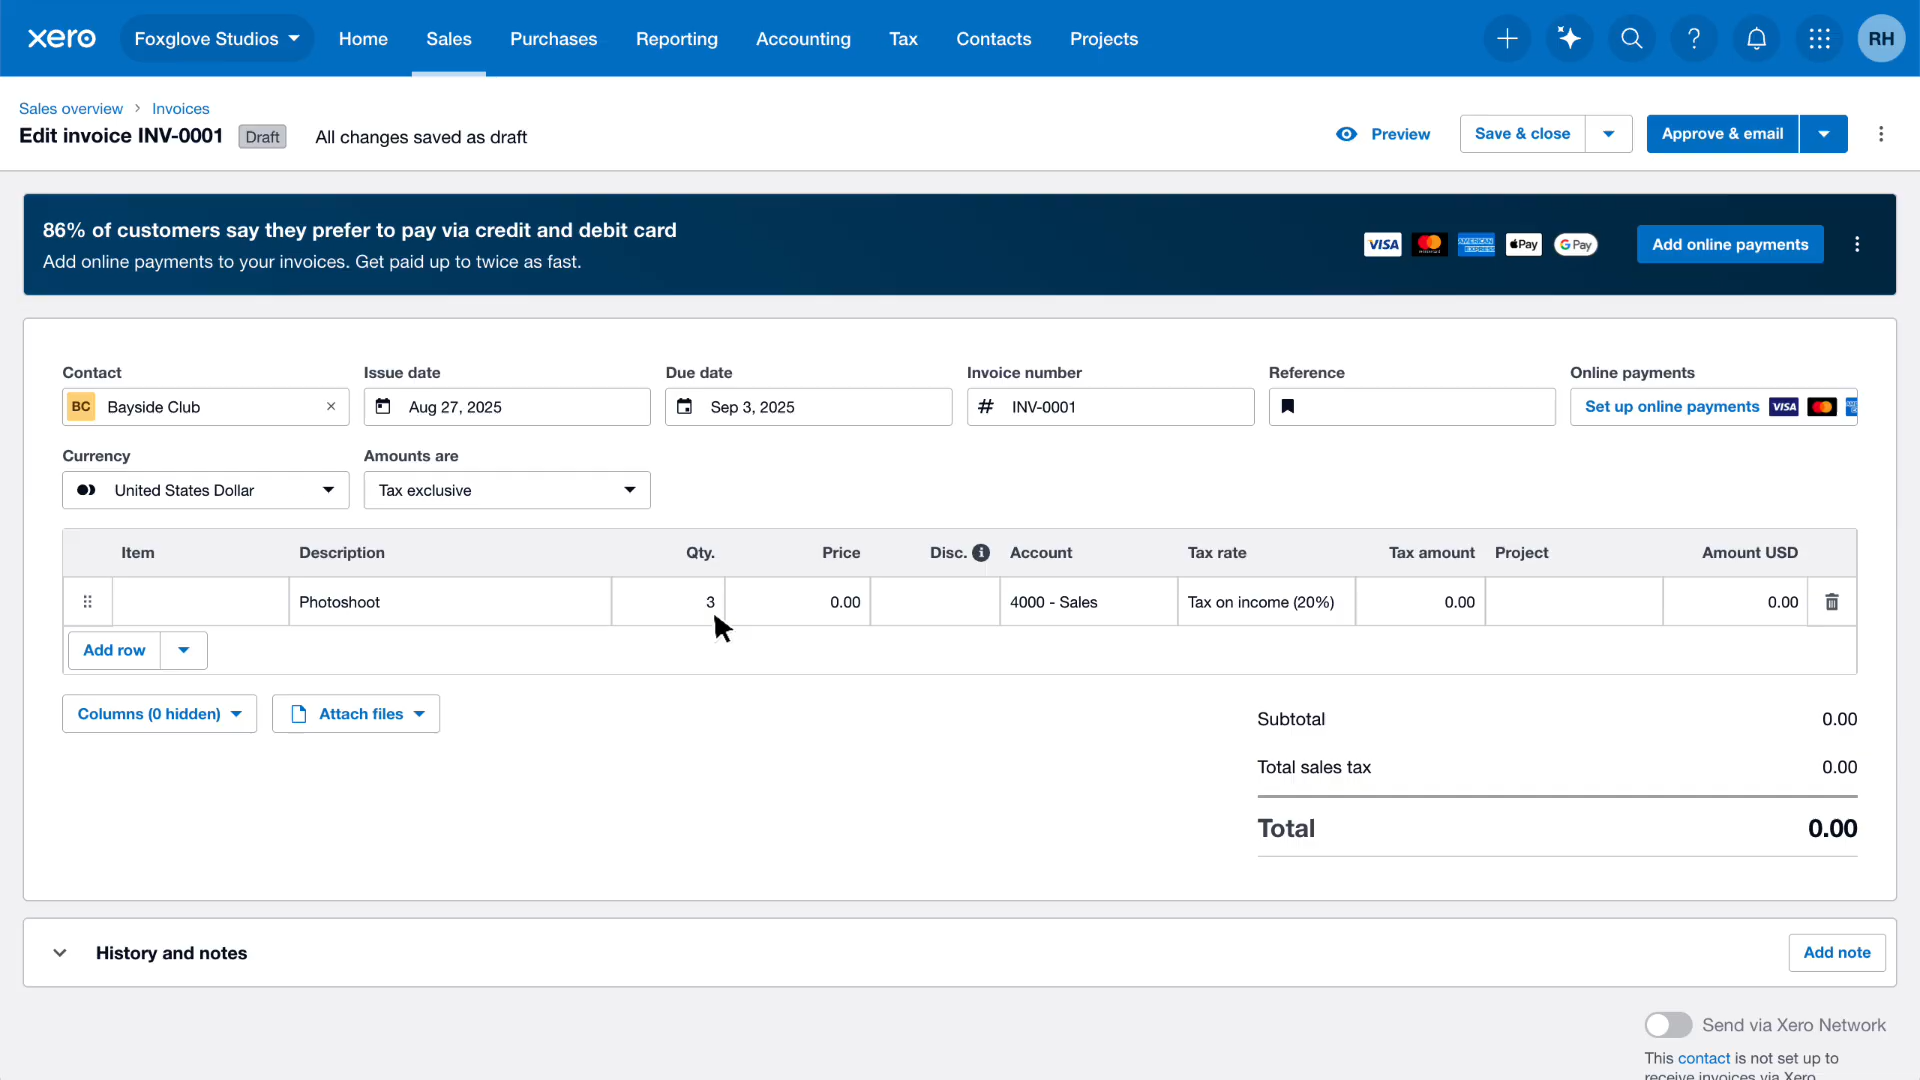 xero
Foxglove Studios
Home
Sales
Purchases
Reporting
Accounting
Tax
Contacts
Projects
RH
Sales overview
Invoices
Edit invoice INV-0001
Draft
All changes saved as draft
Preview
Save & close
Approve & email
86% of customers say they prefer to pay via credit and debit card
Add online payments to your invoices. Get paid up to twice as fast.
VISA
AMERICAN EXPRESS
Pay
G Pay
Add online payments
Contact
Issue date
Due date
Invoice number
Reference
Online payments
BC
Bayside Club
Aug 27, 2025
Sep 3, 2025
# INV-0001
Set up online payments
VISA
Currency
Amounts are
United States Dollar
Tax exclusive
Item
Description
Qty.
Price
Disc.
Account
Tax rate
Tax amount
Project
Amount USD
Photoshoot
3
0.00
4000 - Sales
Tax on income (20%)
0.00
0.00
Add row
Columns (0 hidden)
Attach files
Subtotal
0.00
Total sales tax
0.00
Total
0.00
History and notes
Add note
Send via Xero Network
This contact is not set up to
receive invoices via Xero